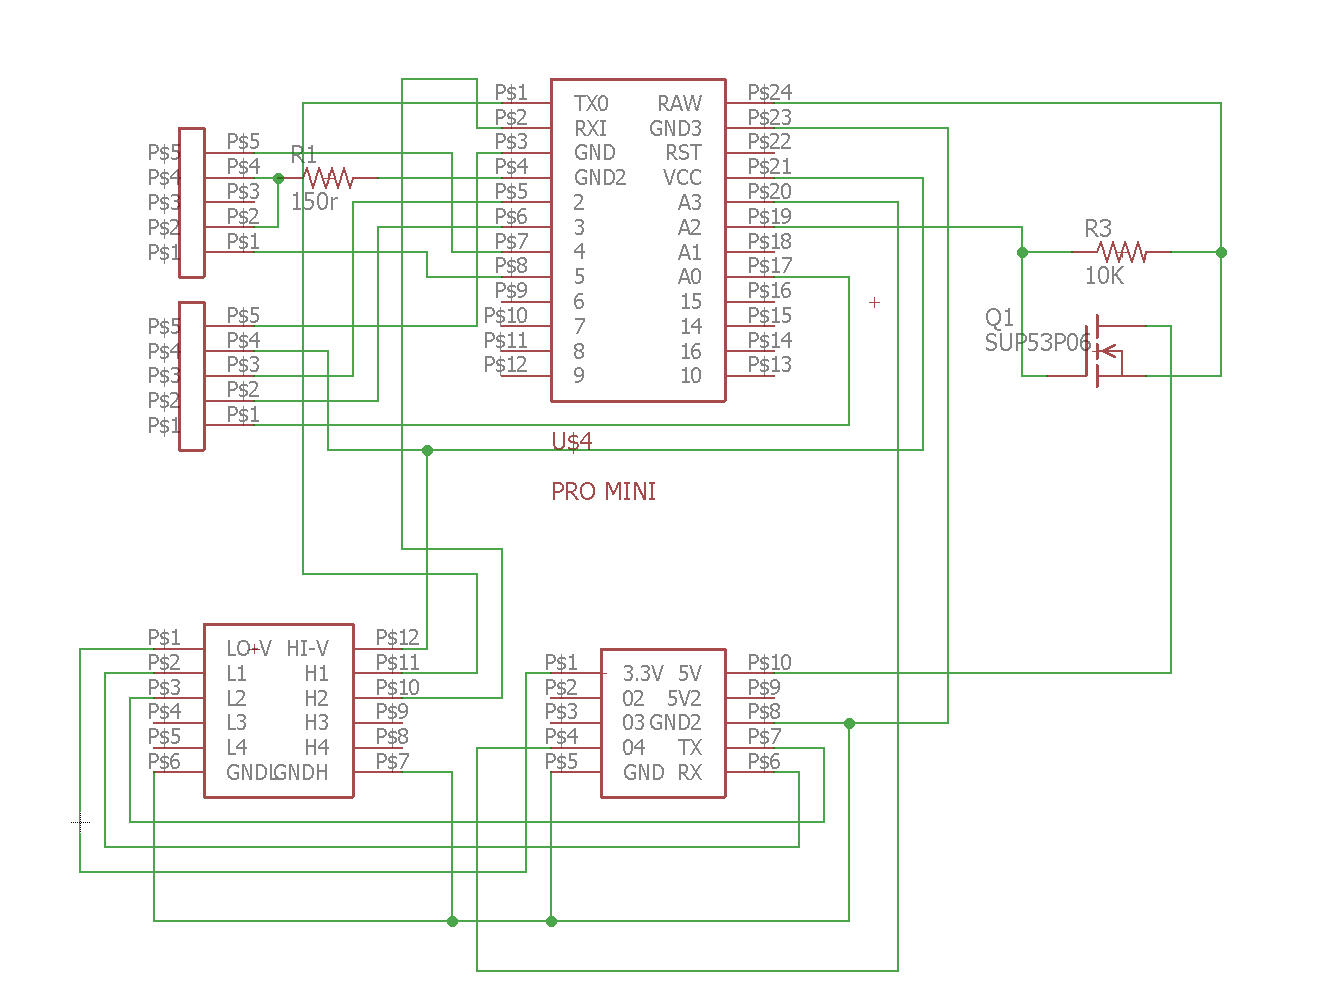 P$1 TX0 RAW P$24
P$2 RXI GND3 P$23
P$3 GND RST P$22
P$4 GND2 VCC P$21
P$5 2 A3 P$20
P$6 3 A2 P$19
P$7 4 A1 P$18
P$8 5 A0 P$17
P$9 6 15 P$16
P$10 7 14 P$15
P$11 8 16 P$14
P$12 9 10 P$13
U$4
PRO MINI
P$5 P$5
P$4 P$4
P$3 P$3
P$2 P$2
P$1 P$1
R1
150r
P$5 P$5
P$4 P$4
P$3 P$3
P$2 P$2
P$1 P$1
R3
10K
Q1
SUP53P06
P$1 LO+V HI-V P$12
P$2 L1 H1 P$11
P$3 L2 H2 P$10
P$4 L3 H3 P$9
P$5 L4 H4 P$8
P$6 GNDL GNDH P$7
P$1 3.3V 5V P$10
P$2 02 5V2 P$9
P$3 03 GND2 P$8
P$4 04 TX P$7
P$5 GND RX P$6